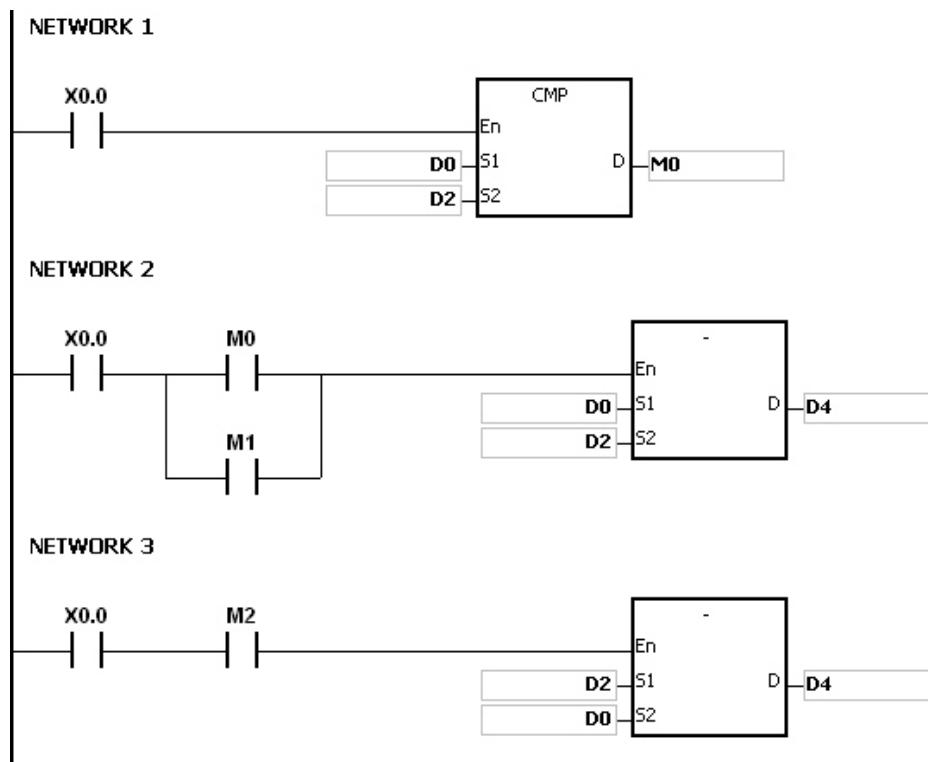 NETWORK 1
X0.0
CMP
En
D0 S1 D M0
D2 S2
NETWORK 2
X0.0 M0
-
En
D0 S1 D D4
M1 D2 S2
NETWORK 3
X0.0 M2
-
En
D2 S1 D D4
D0 S2